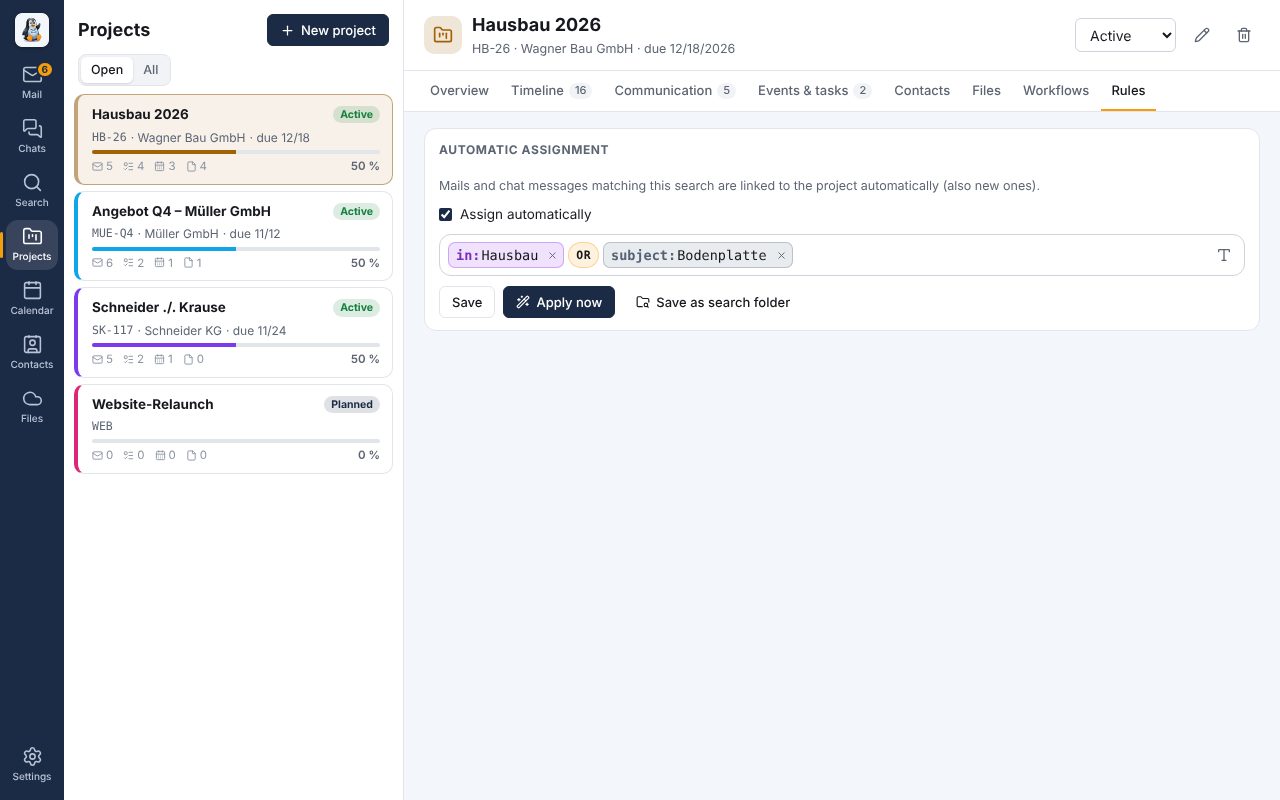 6
Mail
Chats
Search
Projects
Calendar
Contacts
Files
Settings
Projects
New project
Open All
Hausbau 2026 Active
HB-26 · Wagner Bau GmbH · due 12/18
5 4 3 4 50 %
Angebot Q4 – Müller GmbH Active
MUE-Q4 · Müller GmbH · due 11/12
6 2 1 1 50 %
Schneider ./. Krause Active
SK-117 · Schneider KG · due 11/24
5 2 1 0 50 %
Website-Relaunch Planned
WEB
0 0 0 0 0 %
Hausbau 2026
HB-26 · Wagner Bau GmbH · due 12/18/2026
Active
Overview Timeline 16 Communication 5 Events & tasks 2 Contacts Files Workflows Rules
AUTOMATIC ASSIGNMENT
Mails and chat messages matching this search are linked to the project automatically (also new ones).
Assign automatically
in:Hausbau × OR subject:Bodenplatte ×
Save Apply now Save as search folder